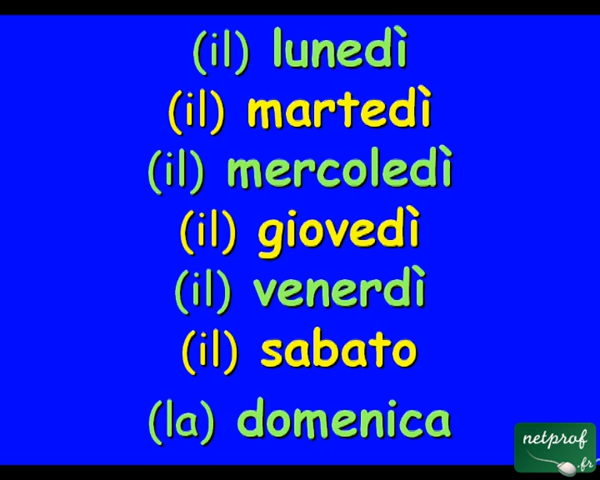 (il) lunedì
(il) martedì
(il) mercoledì
(il) giovedì
(il) venerdì
(il) sabato
(la) domenica
netprof
.fr